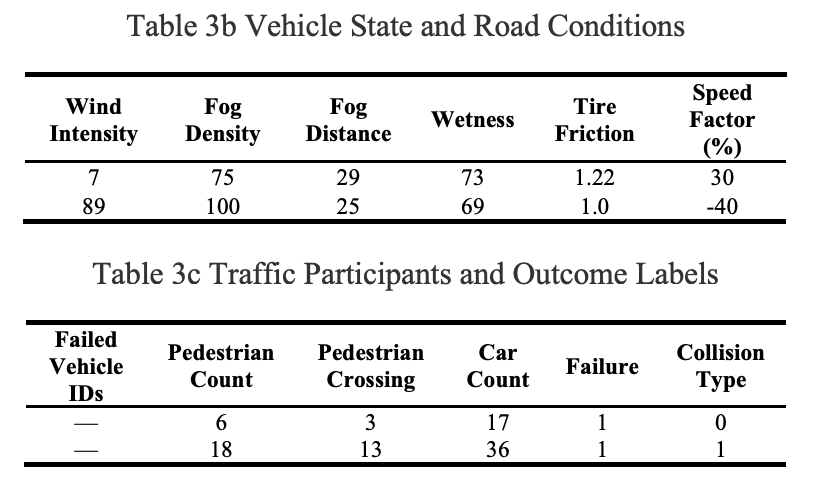 Table 3b Vehicle State and Road Conditions
Wind Intensity Fog Density Fog Distance Wetness Tire Friction Speed Factor (%)
7 75 29 73 1.22 30
89 100 25 69 1.0 -40
Table 3c Traffic Participants and Outcome Labels
Failed Vehicle IDs Pedestrian Count Pedestrian Crossing Car Count Failure Collision Type
— 6 3 17 1 0
— 18 13 36 1 1